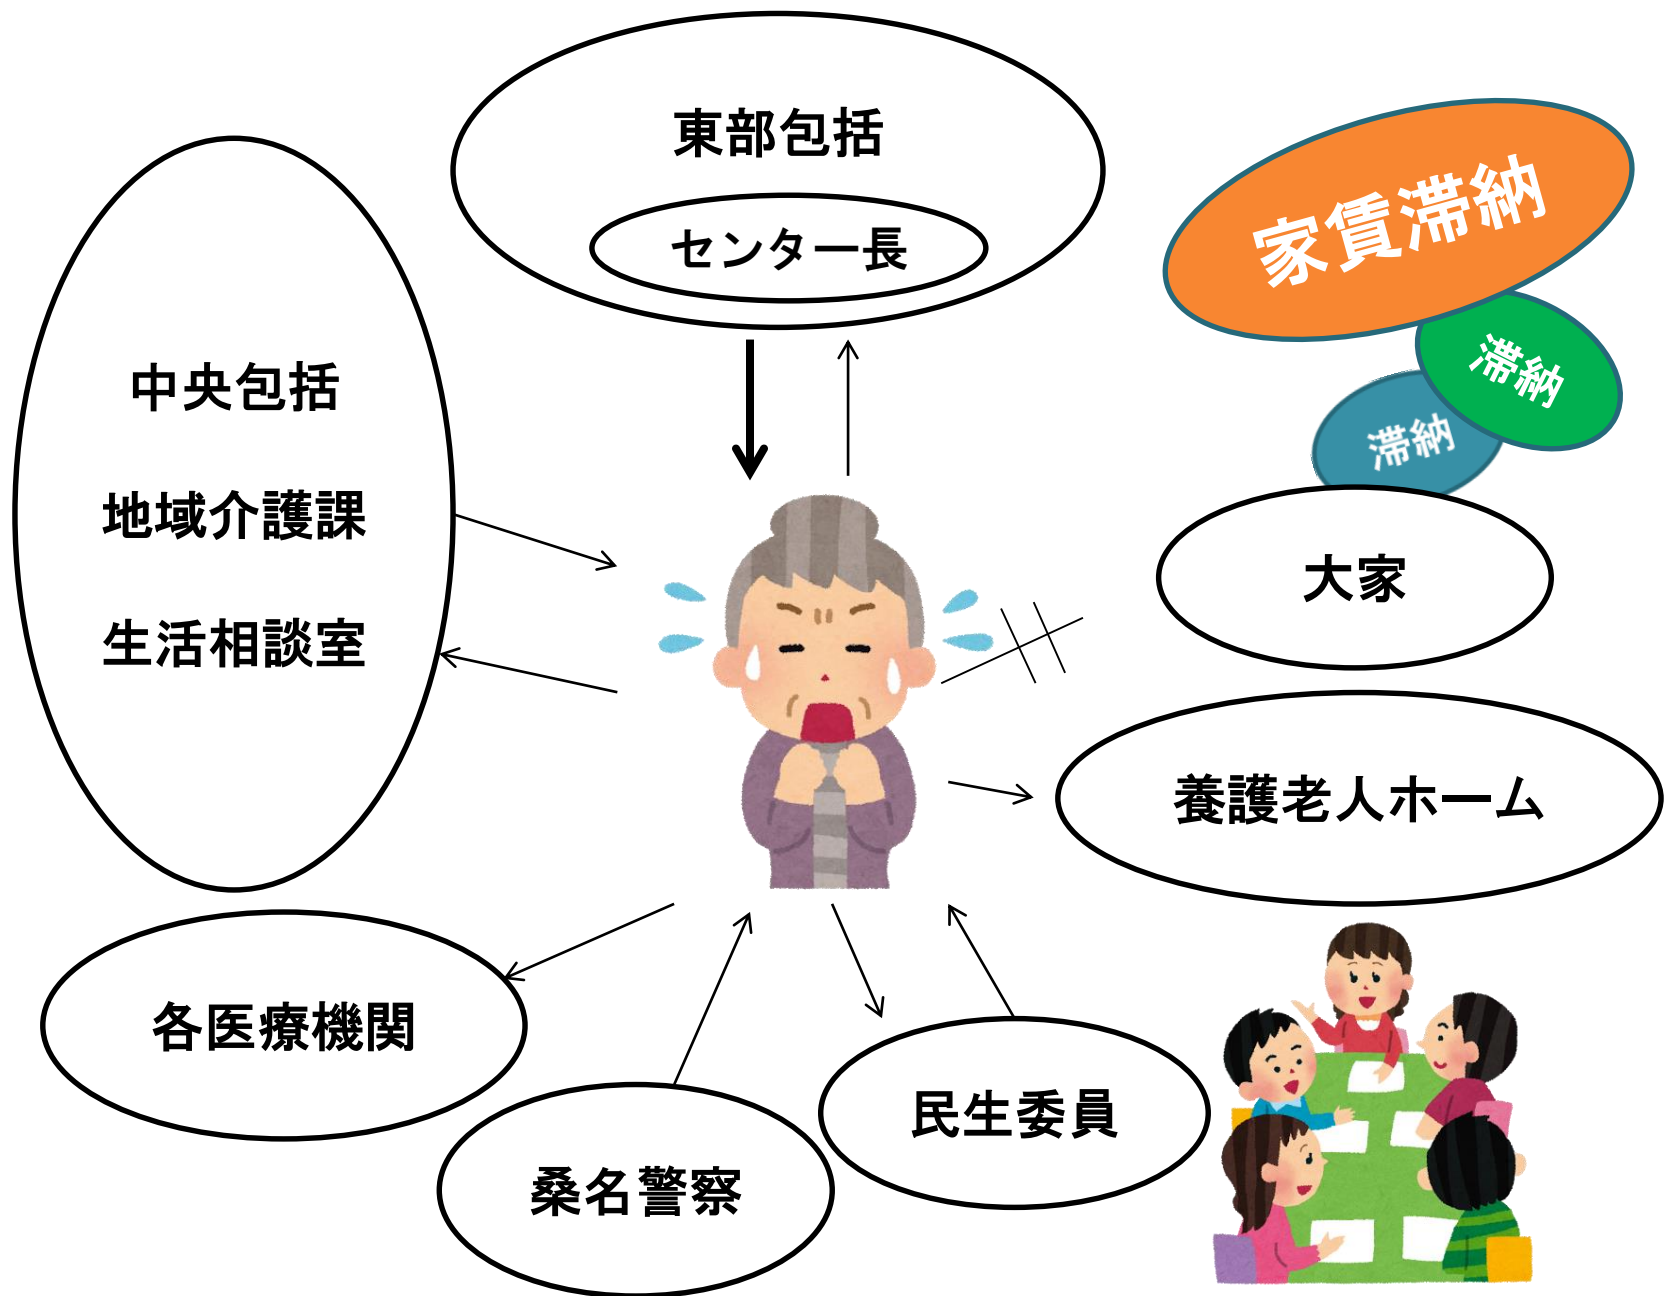 東部包括
センター長
家賃滞納
滞納
滞納
中央包括
地域介護課
生活相談室
大家
養護老人ホーム
各医療機関
民生委員
桑名警察